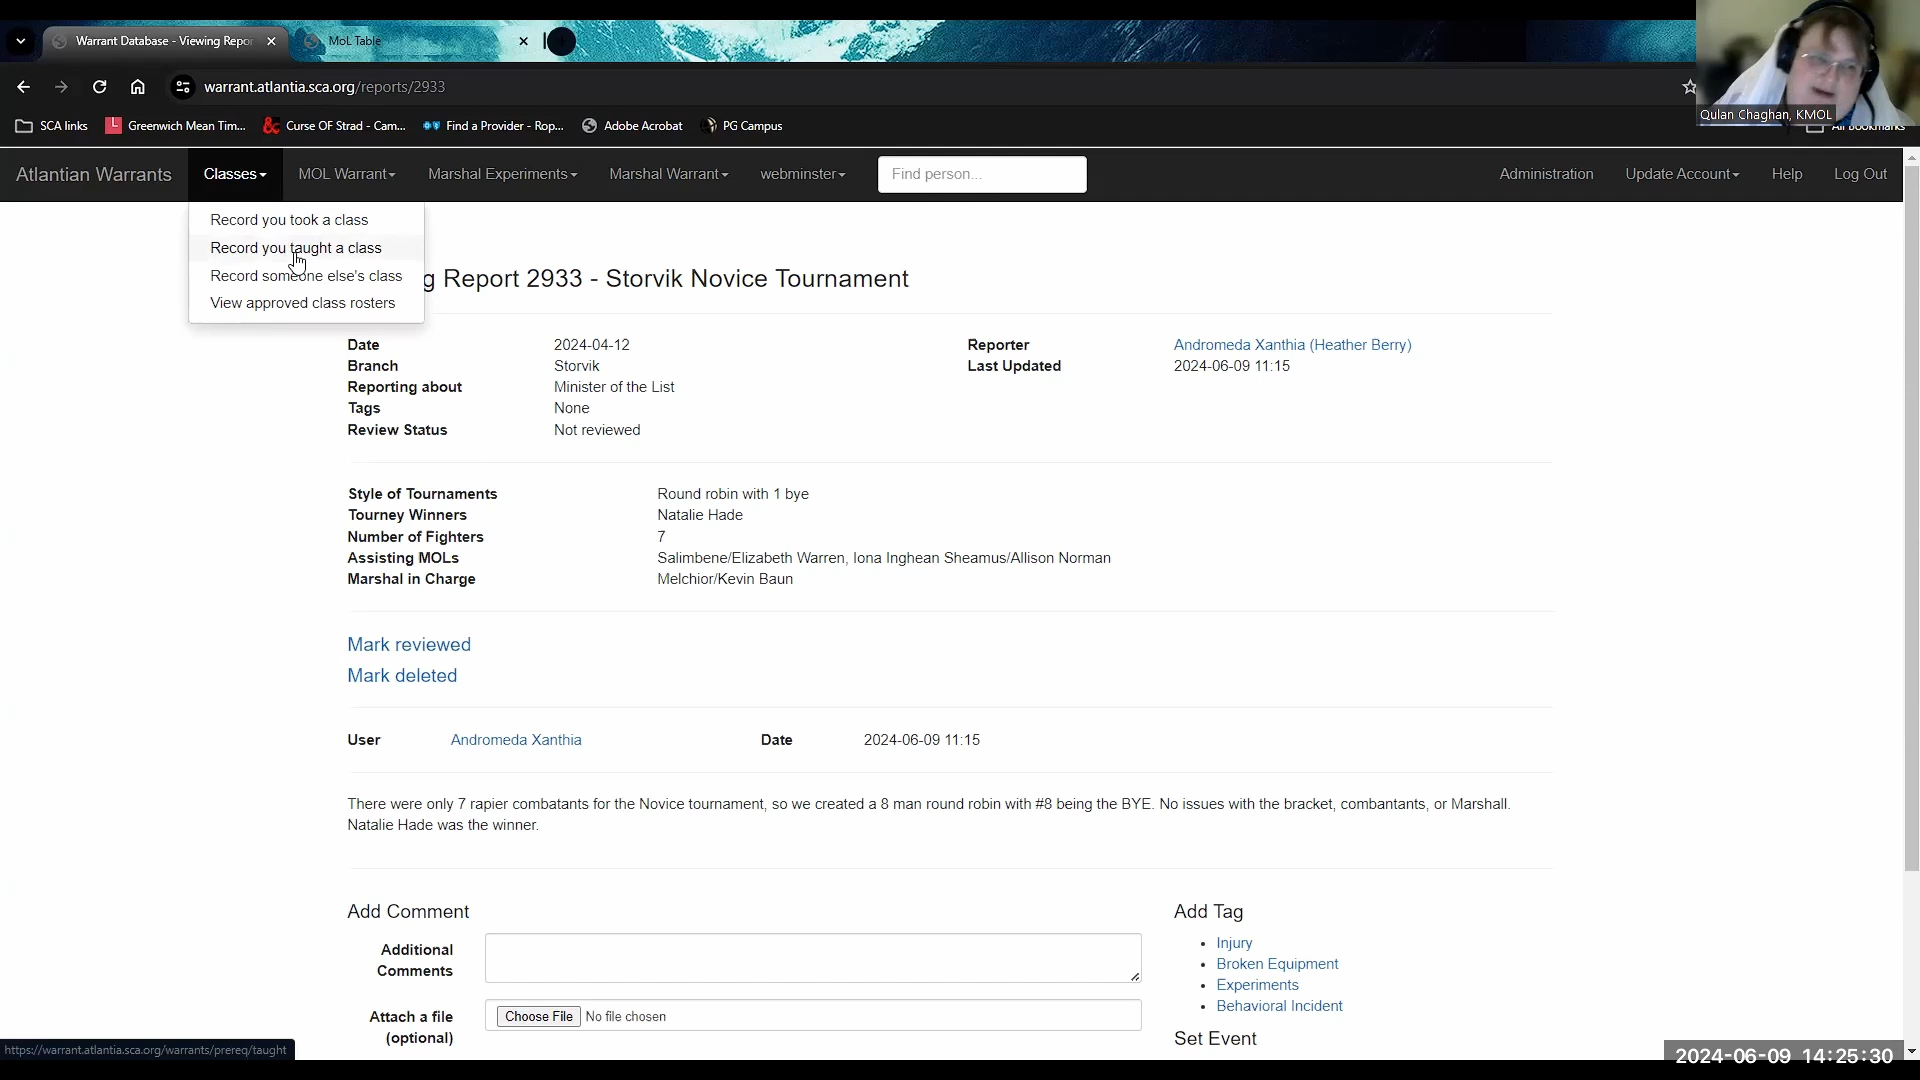 Warrant Database - Viewing Repor
MoL Table
warrant.atlantia.sca.org/reports/2933
SCA links
Greenwich Mean Tim...
Curse OF Strad - Cam...
Find a Provider - Rop...
Adobe Acrobat
PG Campus
All Bookmarks
Qulan Chaghan, KMOL
Atlantian Warrants
Classes
MOL Warrant
Marshal Experiments
Marshal Warrant
webminster
Find person...
Administration
Update Account
Help
Log Out
Record you took a class
Record you taught a class
Record someone else's class
View approved class rosters
g Report 2933 - Storvik Novice Tournament
Date 2024-04-12
Branch Storvik
Reporting about Minister of the List
Tags None
Review Status Not reviewed
Reporter Andromeda Xanthia (Heather Berry)
Last Updated 2024-06-09 11:15
Style of Tournaments Round robin with 1 bye
Tourney Winners Natalie Hade
Number of Fighters 7
Assisting MOLs Salimbene/Elizabeth Warren, Iona Inghean Sheamus/Allison Norman
Marshal in Charge Melchior/Kevin Baun
Mark reviewed
Mark deleted
User Andromeda Xanthia Date 2024-06-09 11:15
There were only 7 rapier combatants for the Novice tournament, so we created a 8 man round robin with #8 being the BYE. No issues with the bracket, combantants, or Marshall.
Natalie Hade was the winner.
Add Comment
Additional
Comments
Attach a file
(optional)
Choose File No file chosen
Add Tag
Injury
Broken Equipment
Experiments
Behavioral Incident
Set Event
https://warrant.atlantia.sca.org/warrants/prereq/taught
2024-06-09 14:25:30